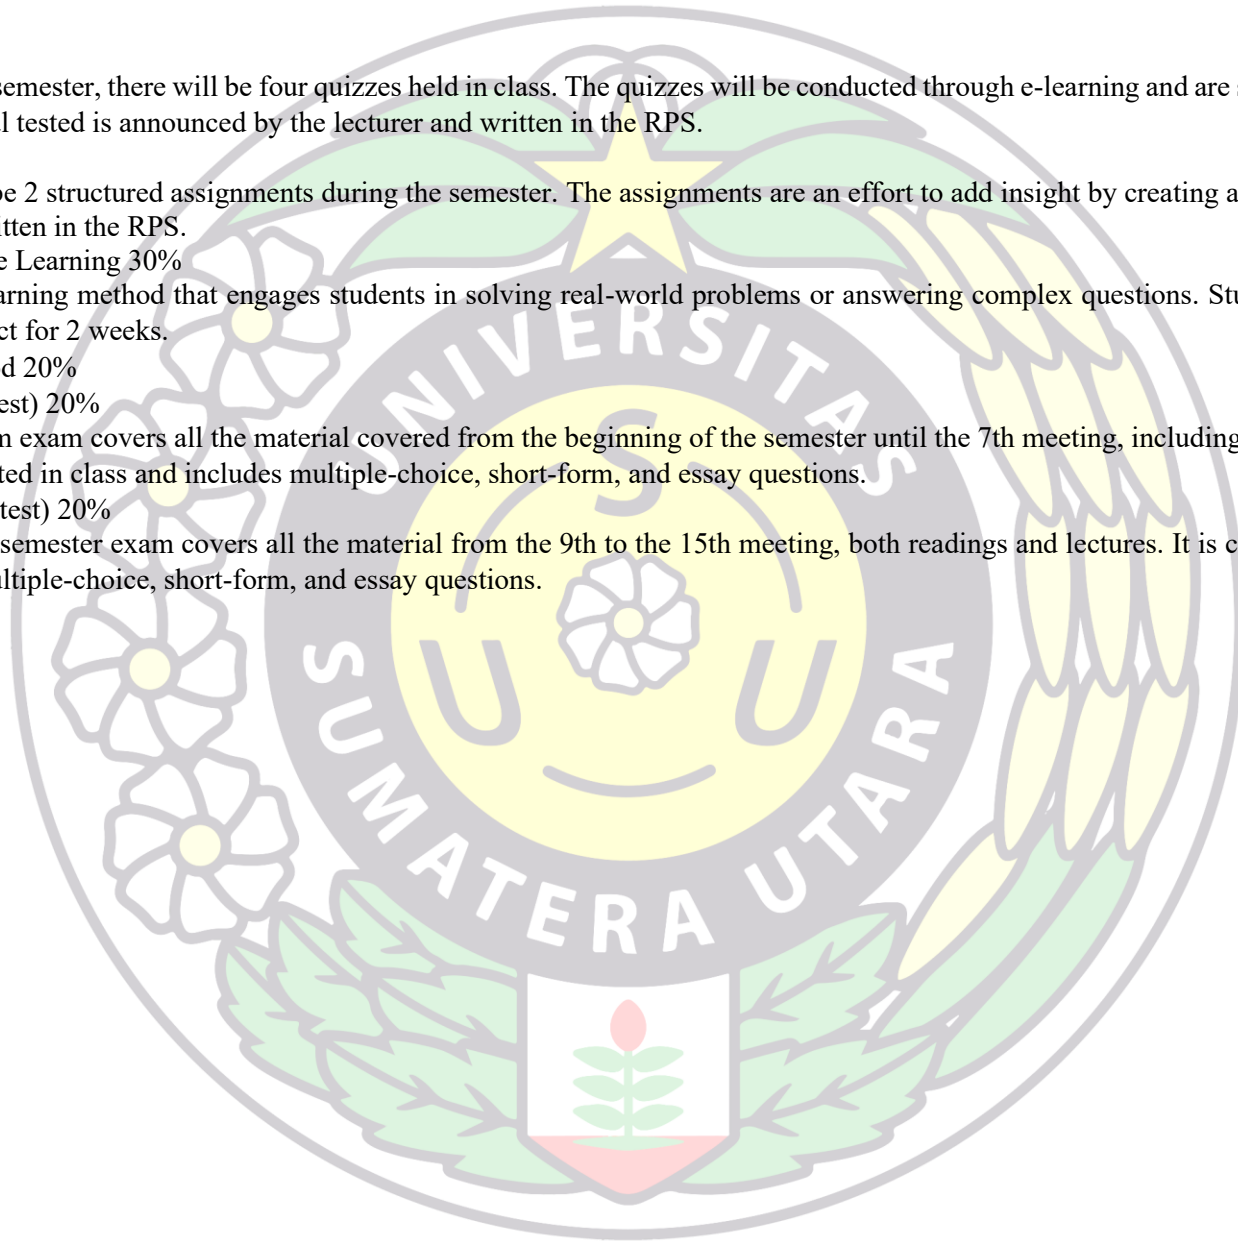 semester, there will be four quizzes held in class. The quizzes will be conducted through e-learning and are
l tested is announced by the lecturer and written in the RPS.
be 2 structured assignments during the semester. The assignments are an effort to add insight by creating a
itten in the RPS.
e Learning 30%
arning method that engages students in solving real-world problems or answering complex questions. Stu
ct for 2 weeks.
d 20%
est) 20%
m exam covers all the material covered from the beginning of the semester until the 7th meeting, including
ted in class and includes multiple-choice, short-form, and essay questions.
test) 20%
semester exam covers all the material from the 9th to the 15th meeting, both readings and lectures. It is c
ultiple-choice, short-form, and essay questions.
UNIVERSITAS
SUMATERA UTARA
S
U U